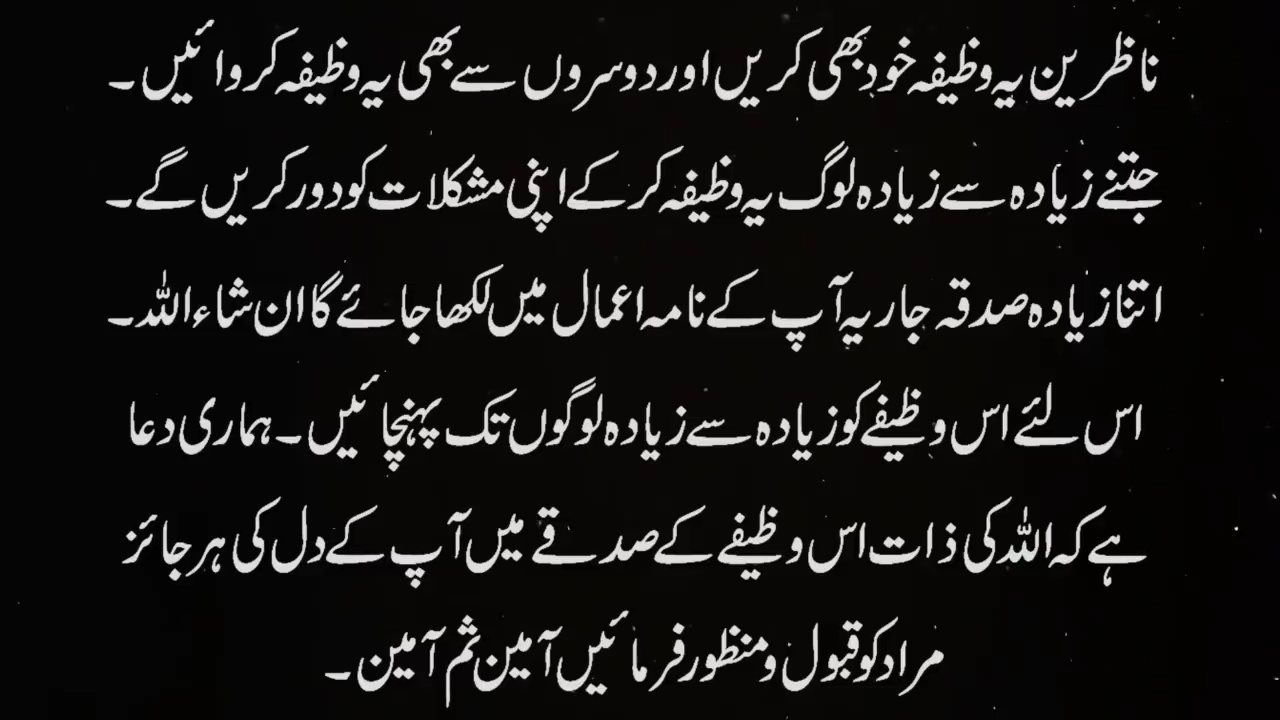 ناظرین یہ وظیفہ خود بھی کریں اور دوسروں سے بھی یہ وظیفہ کروائیں۔
جتنے زیادہ سے زیادہ لوگ یہ وظیفہ کر کے اپنی مشکلات کو دور کریں گے۔
اتنا زیادہ صدقہ جاریہ آپ کے نامہ اعمال میں لکھا جائے گا ان شاء اللہ۔
اس لئے اس وظیفے کو زیادہ سے زیادہ لوگوں تک پہنچائیں۔ ہماری دعا
ہے کہ اللہ کی ذات اس وظیفے کے صدقے میں آپ کے دل کی ہر جائز
مراد کو قبول و منظور فرمائیں آمین ثم آمین۔